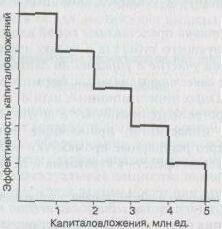 Эффективность капиталовложений
1 2 3 4 5
Капиталовложения, млн ед.